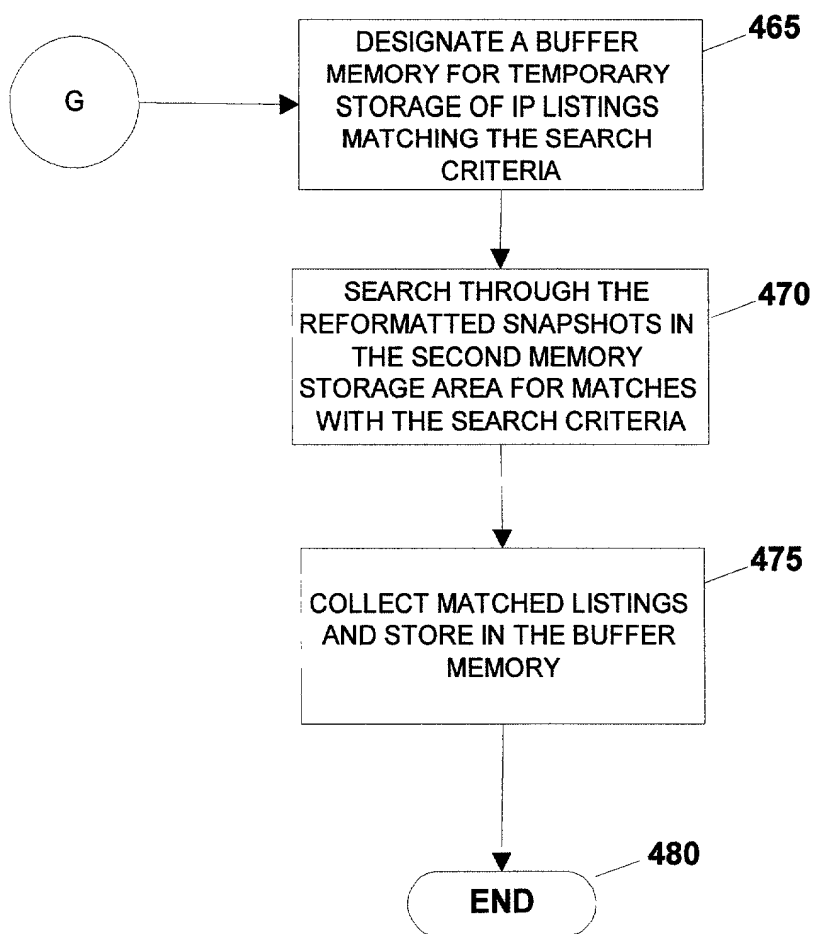 G
DESIGNATE A BUFFER
MEMORY FOR TEMPORARY
STORAGE OF IP LISTINGS
MATCHING THE SEARCH
CRITERIA
465
SEARCH THROUGH THE
REFORMATTED SNAPSHOTS IN
THE SECOND MEMORY
STORAGE AREA FOR MATCHES
WITH THE SEARCH CRITERIA
470
COLLECT MATCHED LISTINGS
AND STORE IN THE BUFFER
MEMORY
475
END
480